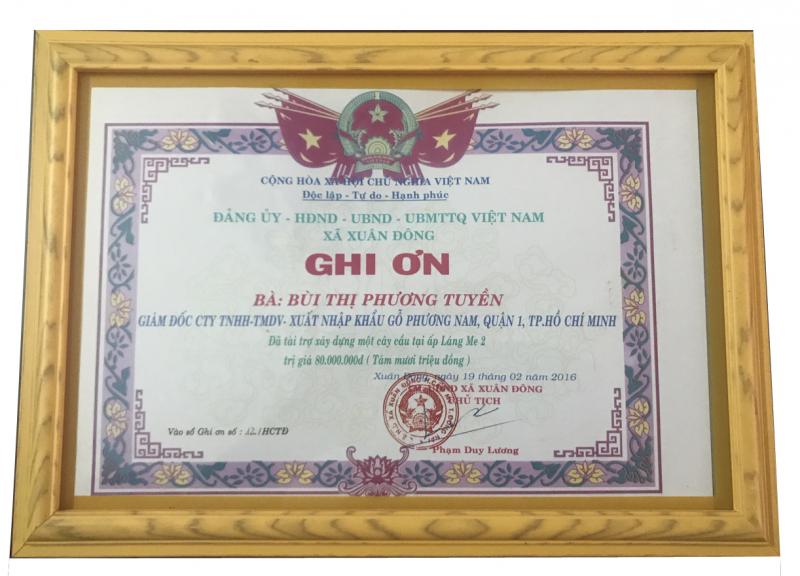 CỘNG HÒA XÃ HỘI CHỦ NGHĨA VIỆT NAM
Độc lập - Tự do - Hạnh phúc
ĐẢNG ỦY - HĐND - UBND - UBMTTQ VIỆT NAM
XÃ XUÂN ĐÔNG
GHI ƠN
BÀ: BÙI THỊ PHƯƠNG TUYỀN
GIÁM ĐỐC CTY TNHH-TMDV- XUẤT NHẬP KHẨU GỖ PHƯƠNG NAM, QUẬN 1, TP.HỒ CHÍ MINH
Đã tài trợ xây dựng một cây cầu tại ấp Láng Me 2
trị giá 80.000.000đ ( Tám mươi triệu đồng )
Xuân Đông, ngày 19 tháng 02 năm 2016
UBND XÃ XUÂN ĐÔNG
CHỦ TỊCH
Vào sổ Ghi ơn số : /HCTĐ
Phạm Duy Lương